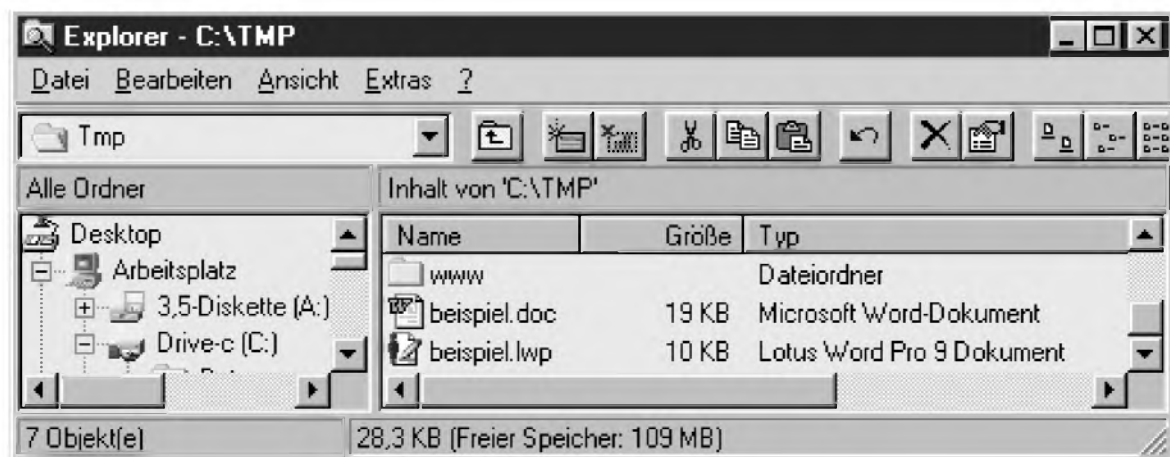 Explorer - C:\TMP
Datei Bearbeiten Ansicht Extras ?
Tmp
Alle Ordner
Inhalt von 'C:\TMP'
Desktop
Arbeitsplatz
3,5-Diskette (A:)
Drive-c (C:)
Name Größe Typ
www Dateiordner
beispiel.doc 19 KB Microsoft Word-Dokument
beispiel.lwp 10 KB Lotus Word Pro 9 Dokument
7 Objekt(e)
28,3 KB (Freier Speicher: 109 MB)